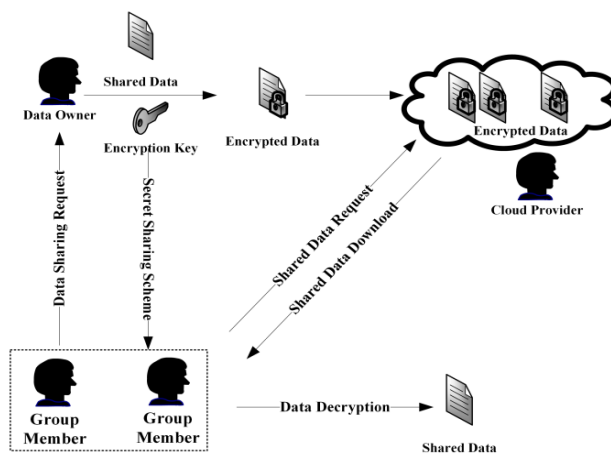 Shared Data
Data Owner
Encryption Key
Encrypted Data
Encrypted Data
Cloud Provider
Data Sharing Request
Secret Sharing Scheme
Shared Data Request
Shared Data Download
Group
Member
Group
Member
Data Decryption
Shared Data